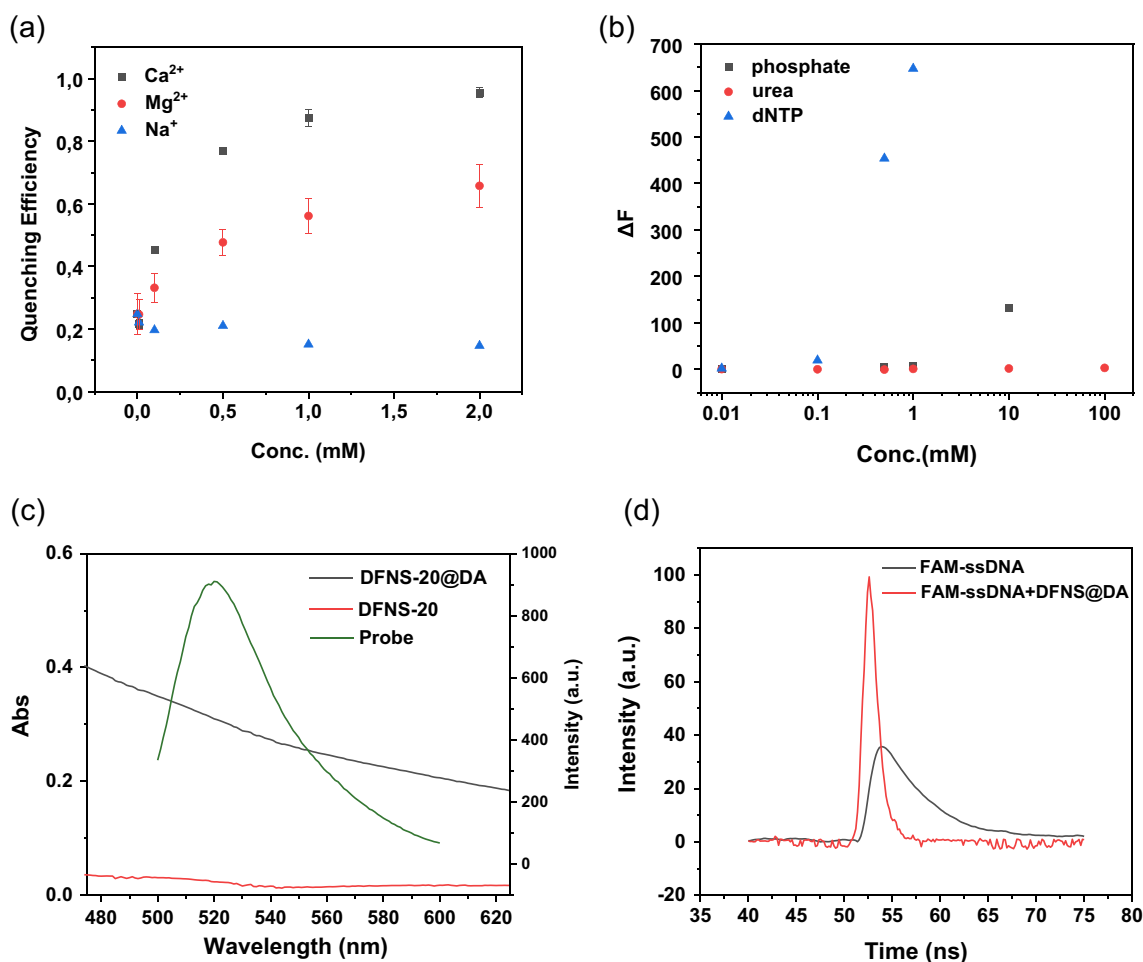 (a)
1,0
0,8
0,6
0,4
0,2
0,0
Quenching Efficiency
Ca²⁺
Mg²⁺
Na⁺
0,0 0,5 1,0 1,5 2,0
Conc. (mM)
(b)
700
600
500
400
300
200
100
0
ΔF
phosphate
urea
dNTP
0.01 0.1 1 10 100
Conc.(mM)
(c)
0.6
0.4
0.2
0.0
Abs
DFNS-20@DA
DFNS-20
Probe
1000
800
600
400
200
0
Intensity (a.u.)
480 500 520 540 560 580 600 620
Wavelength (nm)
(d)
100
80
60
40
20
0
-20
Intensity (a.u.)
FAM-ssDNA
FAM-ssDNA+DFNS@DA
35 40 45 50 55 60 65 70 75 80
Time (ns)